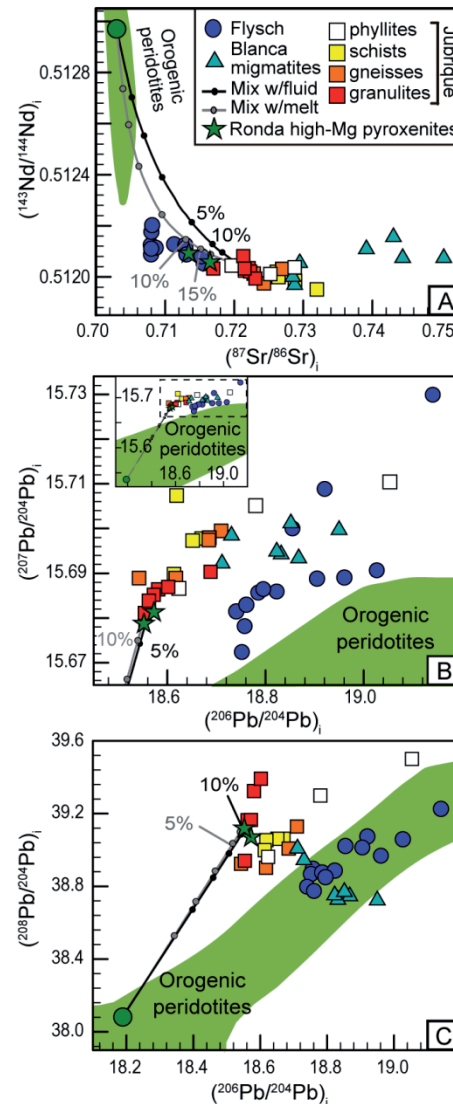 Orogenic
peridotites
Flysch
Blanca
migmatites
Mix w/fluid
Mix w/melt
Ronda high-Mg pyroxenites
phyllites
schists
gneisses
granulites
Jubrique
0.5128
0.5124
0.5120
(¹⁴³Nd/¹⁴⁴Nd)ᵢ
5%
10%
10%
15%
A
0.70 0.71 0.72 0.73 0.74 0.75
(⁸⁷Sr/⁸⁶Sr)ᵢ
15.73
15.71
15.69
15.67
(²⁰⁷Pb/²⁰⁴Pb)ᵢ
15.7
15.6
Orogenic
peridotites
18.6 19.0
10%
5%
Orogenic
peridotites
B
18.6 18.8 19.0
(²⁰⁶Pb/²⁰⁴Pb)ᵢ
39.6
39.2
38.8
38.4
38.0
(²⁰⁸Pb/²⁰⁴Pb)ᵢ
10%
5%
Orogenic
peridotites
C
18.2 18.4 18.6 18.8 19.0
(²⁰⁶Pb/²⁰⁴Pb)ᵢ